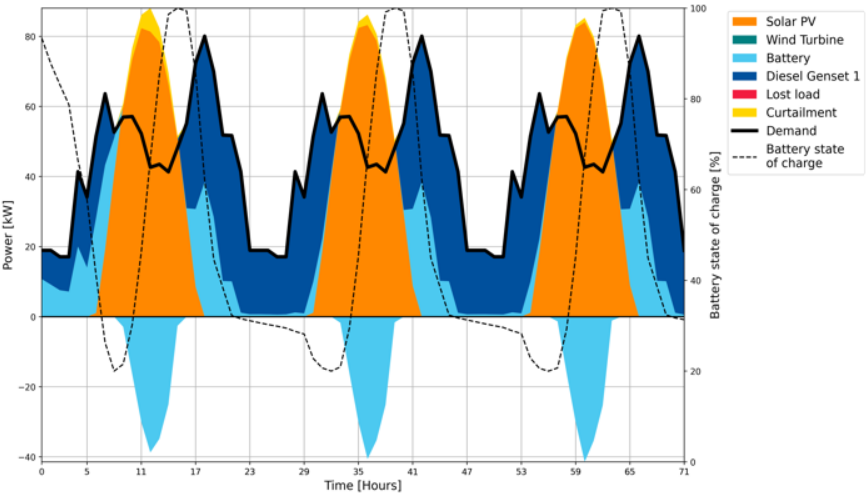 80
60
40
20
0
−20
−40
Power [kW]
0 5 11 17 23 29 35 41 47 53 59 65 71
Time [Hours]
100
80
60
40
20
0
Battery state of charge [%]
Solar PV
Wind Turbine
Battery
Diesel Genset 1
Lost load
Curtailment
Demand
Battery state
of charge